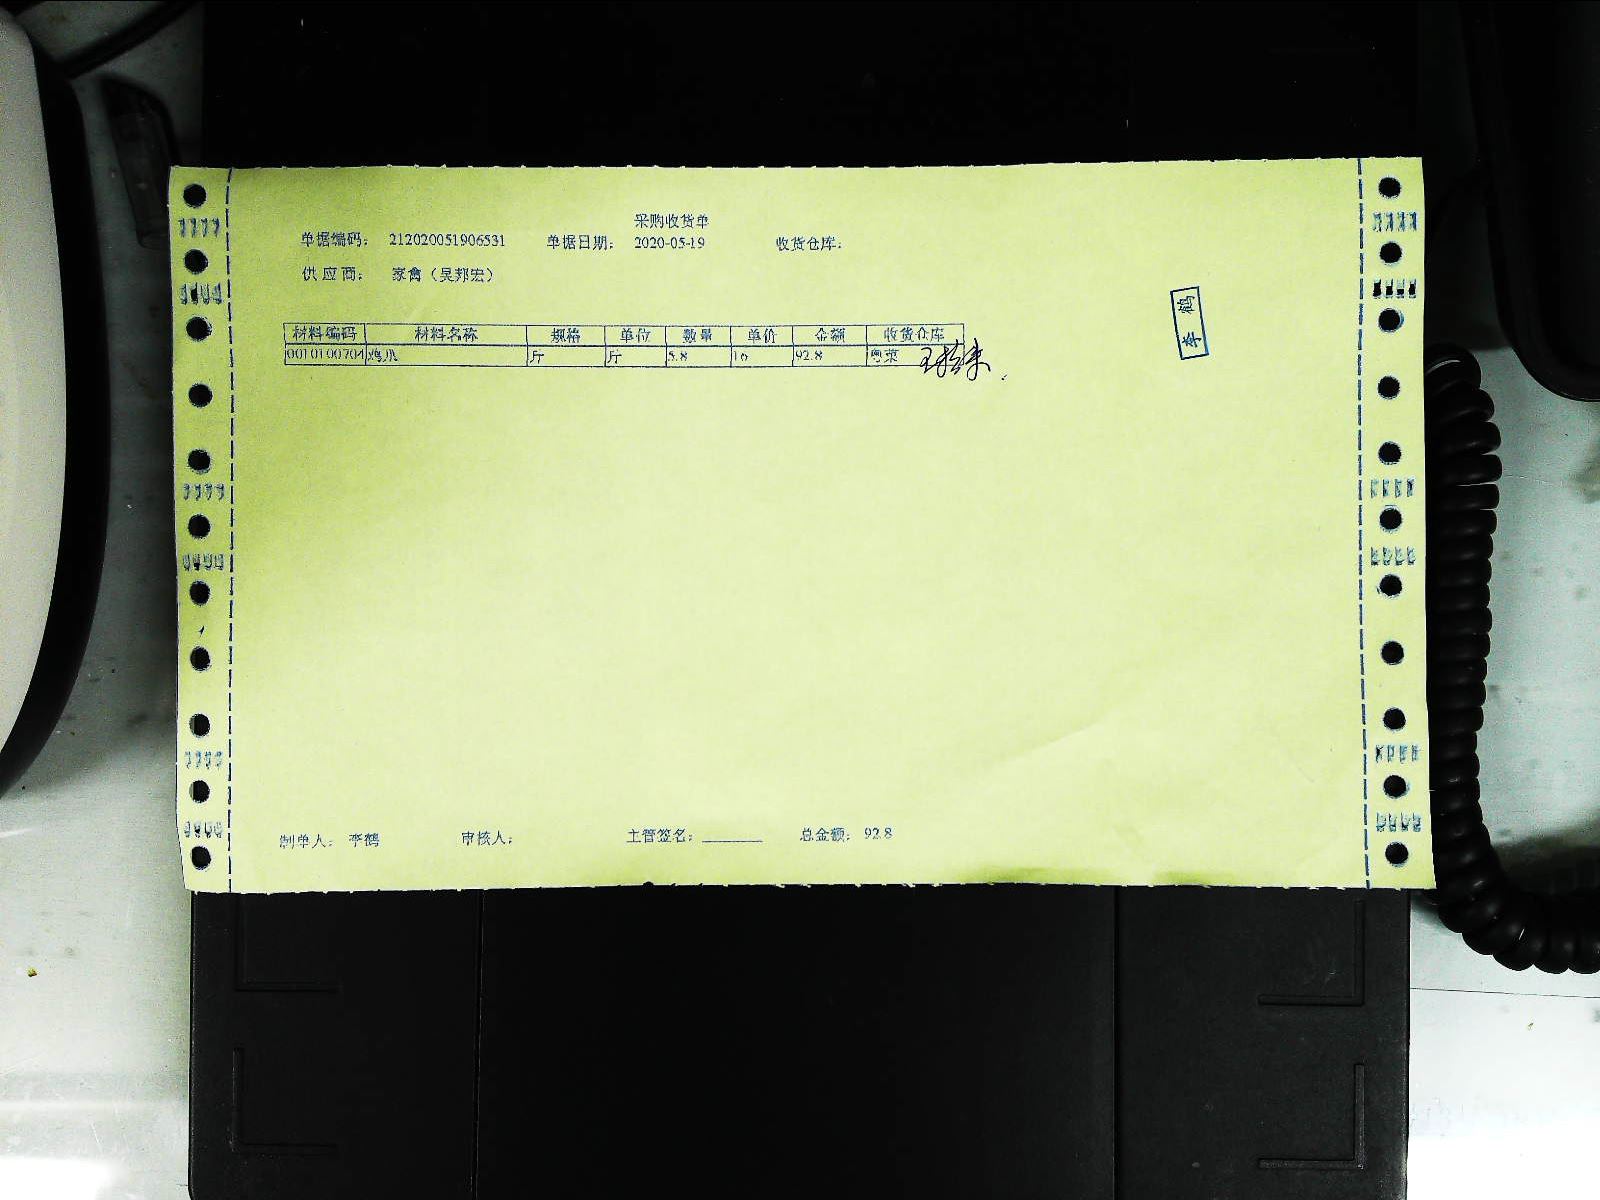 采购收货单
单据编码： 212020051906531 单据日期： 2020-05-19 收货仓库：
供应商： 家禽（吴邦宏）
李鹤
材料编码 材料名称 规格 单位 数量 单价 金额 收货仓库
0010100704 鸡爪 斤 斤 5.8 16 92.8 粤菜
制单人： 李鹤 审核人： 主管签名： 总金额： 92.8